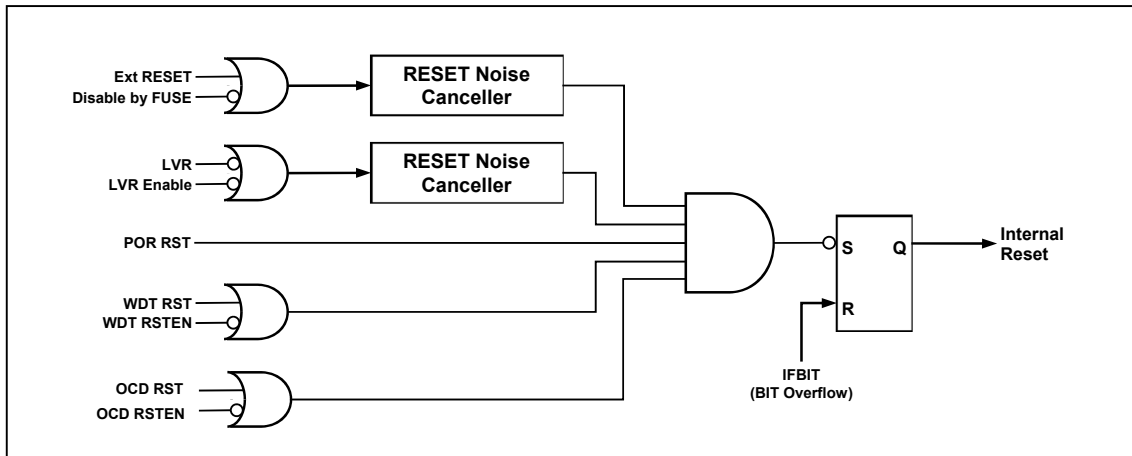 Ext RESET
Disable by FUSE
RESET Noise
Canceller
LVR
LVR Enable
RESET Noise
Canceller
POR RST
WDT RST
WDT RSTEN
OCD RST
OCD RSTEN
S
Q
R
Internal
Reset
IFBIT
(BIT Overflow)